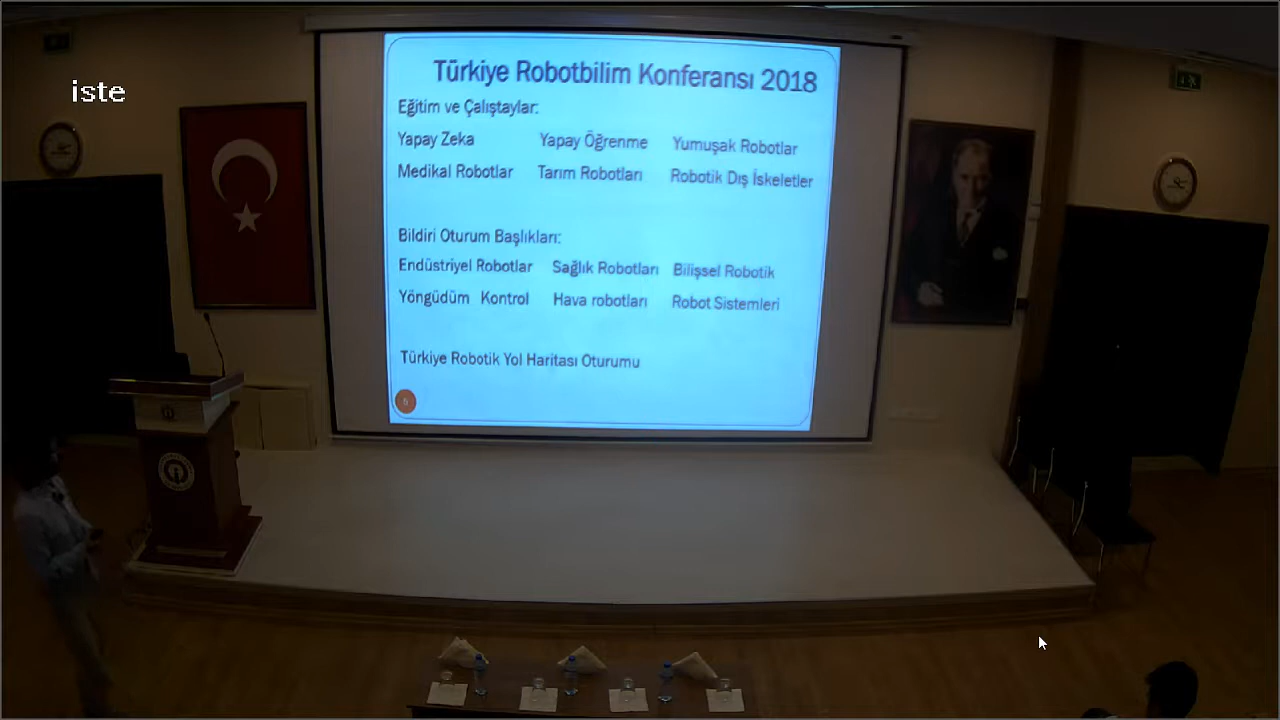 iste
Türkiye Robotbilim Konferansı 2018
Eğitim ve Çalıştaylar:
Yapay Zeka Yapay Öğrenme Yumuşak Robotlar
Medikal Robotlar Tarım Robotları Robotik Dış İskeletler
Bildiri Oturum Başlıkları:
Endüstriyel Robotlar Sağlık Robotları Bilişsel Robotik
Yöngüdüm Kontrol Hava robotları Robot Sistemleri
Türkiye Robotik Yol Haritası Oturumu
5